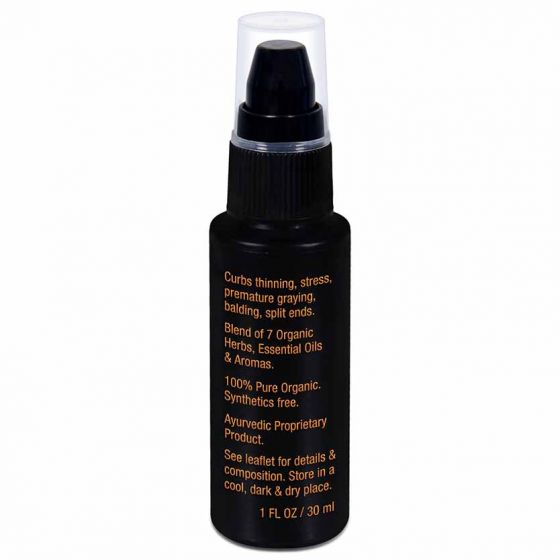 Curbs thinning, stress,
premature graying,
balding, split ends.
Blend of 7 Organic
Herbs, Essential Oils
& Aromas.
100% Pure Organic.
Synthetics free.
Ayurvedic Proprietary
Product.
See leaflet for details &
composition. Store in a
cool, dark & dry place.
1 FL OZ / 30 ml